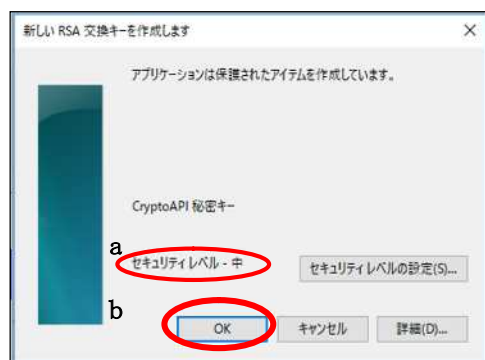 新しい RSA 交換キーを作成します
アプリケーションは保護されたアイテムを作成しています。
CryptoAPI 秘密キー
a
セキュリティ レベル - 中
セキュリティ レベルの設定(S)...
b
OK
キャンセル
詳細(D)...